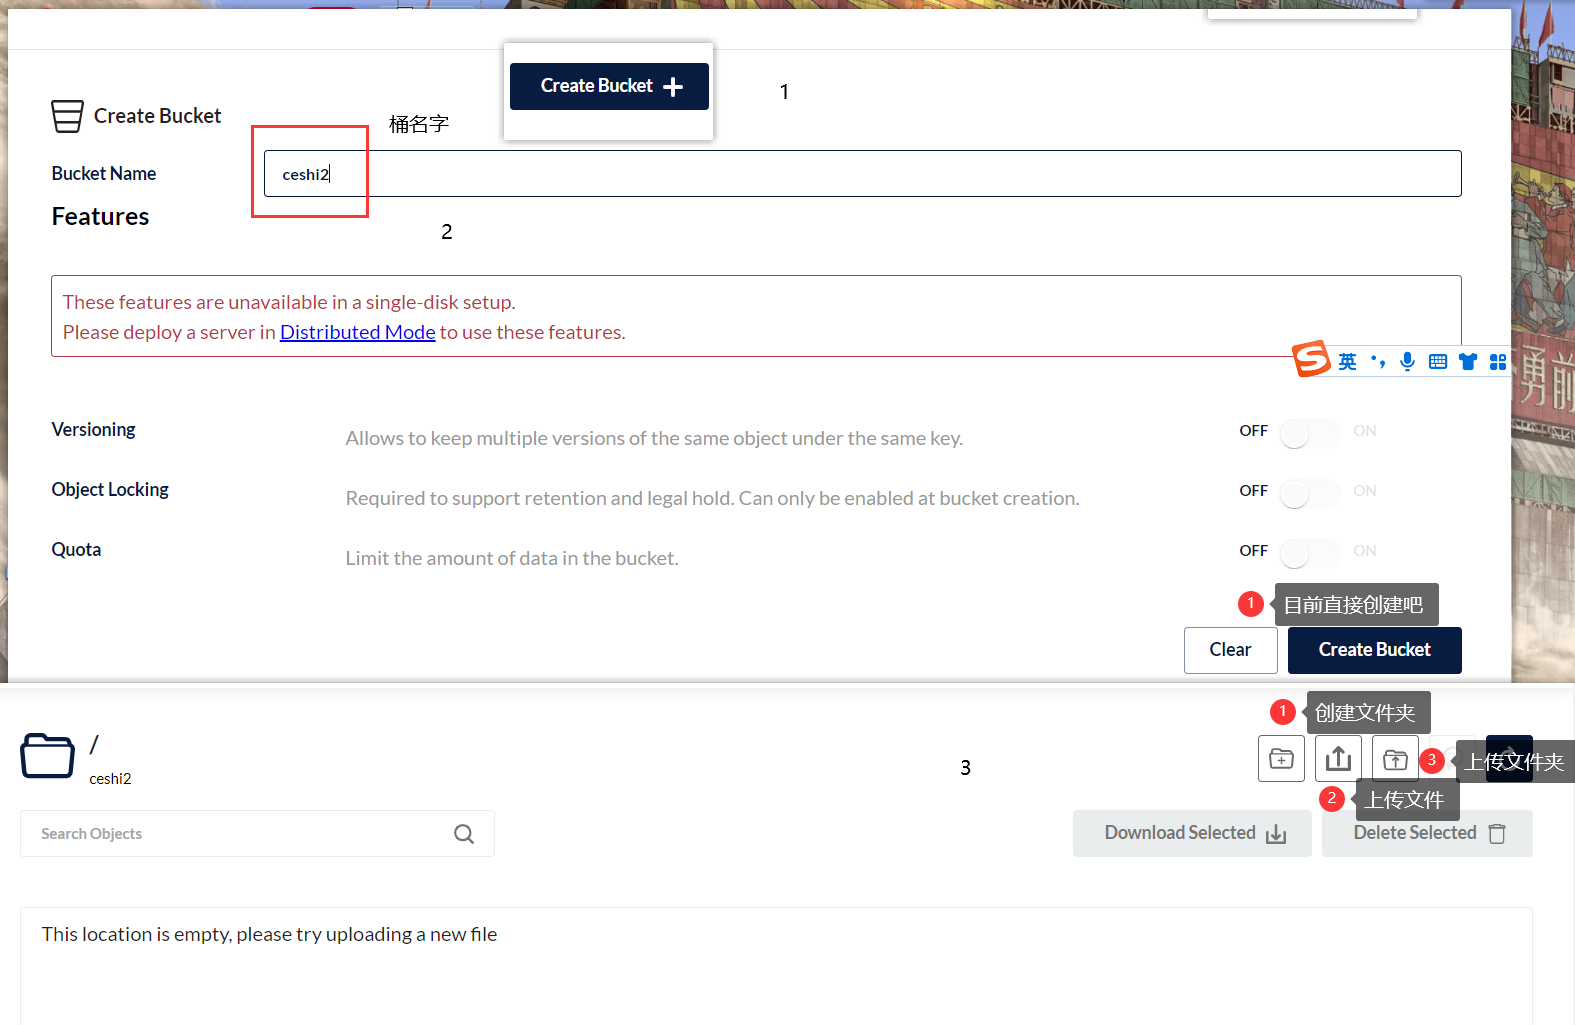 Create Bucket
1
Create Bucket
桶名字
Bucket Name
ceshi2
Features
2
These features are unavailable in a single-disk setup.
Please deploy a server in Distributed Mode to use these features.
英
勇前
Versioning
Allows to keep multiple versions of the same object under the same key.
OFF
ON
Object Locking
Required to support retention and legal hold. Can only be enabled at bucket creation.
OFF
ON
Quota
Limit the amount of data in the bucket.
OFF
ON
1
目前直接创建吧
Clear
Create Bucket
1
创建文件夹
/
ceshi2
3
3
上传文件夹
2
上传文件
Search Objects
Download Selected
Delete Selected
This location is empty, please try uploading a new file